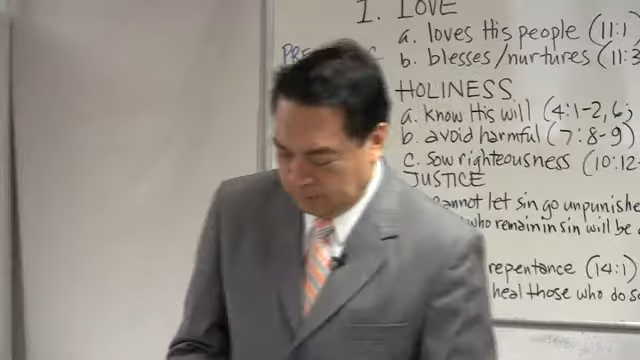 I. LOVE
a. loves His people (11:1)
PRE
b. blesses/nurtures (11:3
HOLINESS
a. know His will (4:1-2, 6;
b. avoid harmful (7:8-9)
c. sow righteousness (10:12-
JUSTICE
cannot let sin go unpunishe
who remain in sin will be
repentance (14:1)
heal those who do so